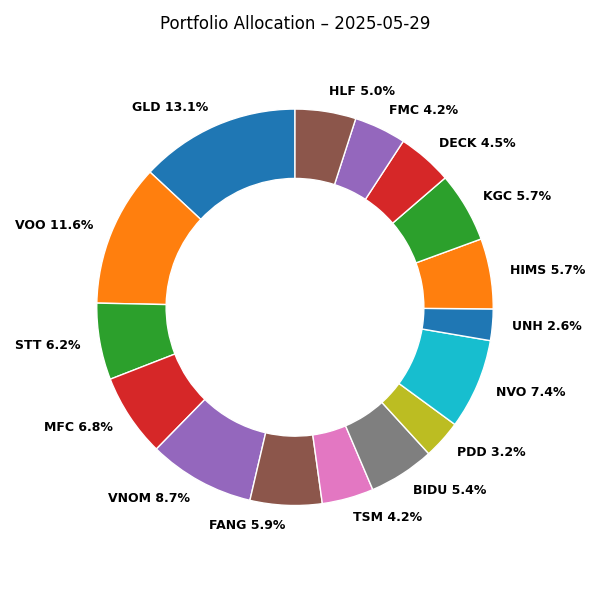 Portfolio Allocation – 2025-05-29
HLF 5.0%
GLD 13.1%
FMC 4.2%
DECK 4.5%
KGC 5.7%
VOO 11.6%
HIMS 5.7%
UNH 2.6%
STT 6.2%
NVO 7.4%
MFC 6.8%
PDD 3.2%
BIDU 5.4%
VNOM 8.7%
TSM 4.2%
FANG 5.9%